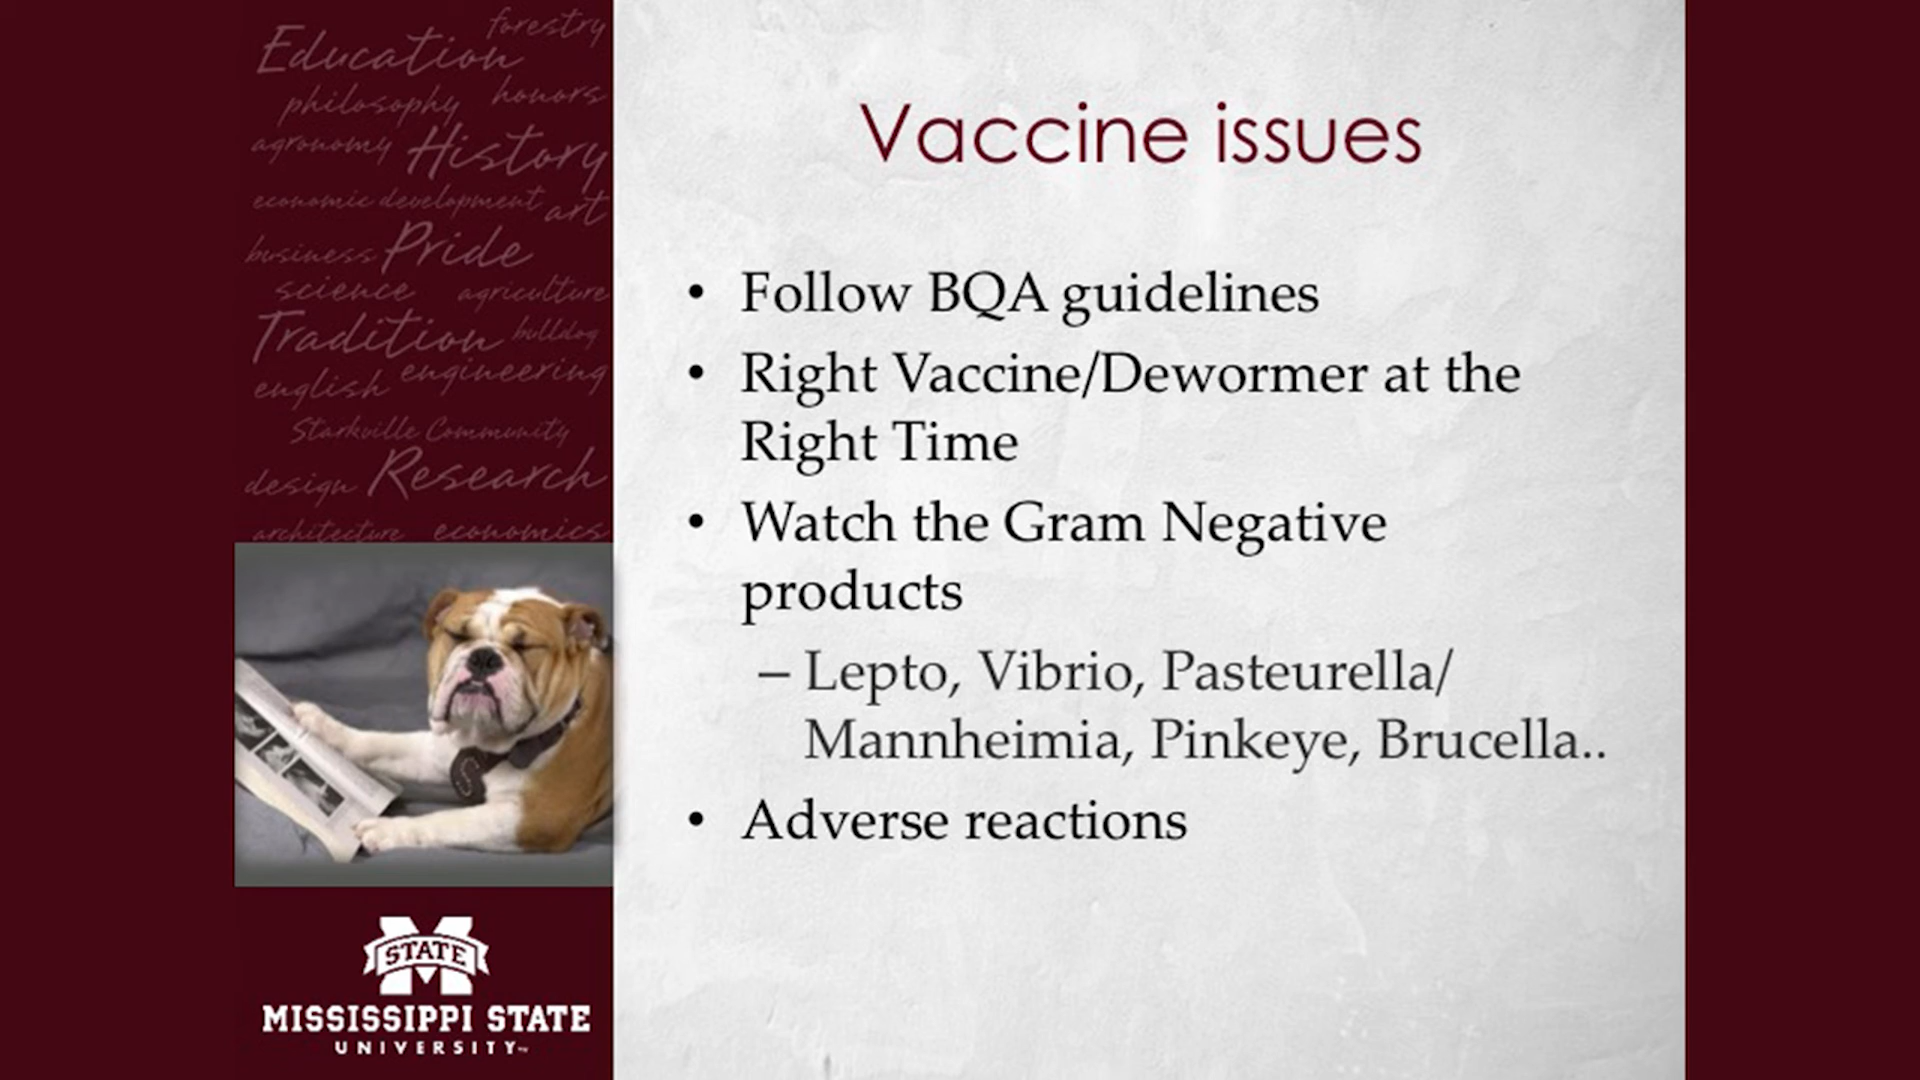 forestry
Education
philosophy honors
agronomy History
economic development art
business Pride
science agriculture
Tradition bulldog
english engineering
Starkville Community
design Research
architecture economics
STATE
MISSISSIPPI STATE
UNIVERSITY™
Vaccine issues
• Follow BQA guidelines
• Right Vaccine/Dewormer at the
Right Time
• Watch the Gram Negative
products
– Lepto, Vibrio, Pasteurella/
Mannheimia, Pinkeye, Brucella..
• Adverse reactions